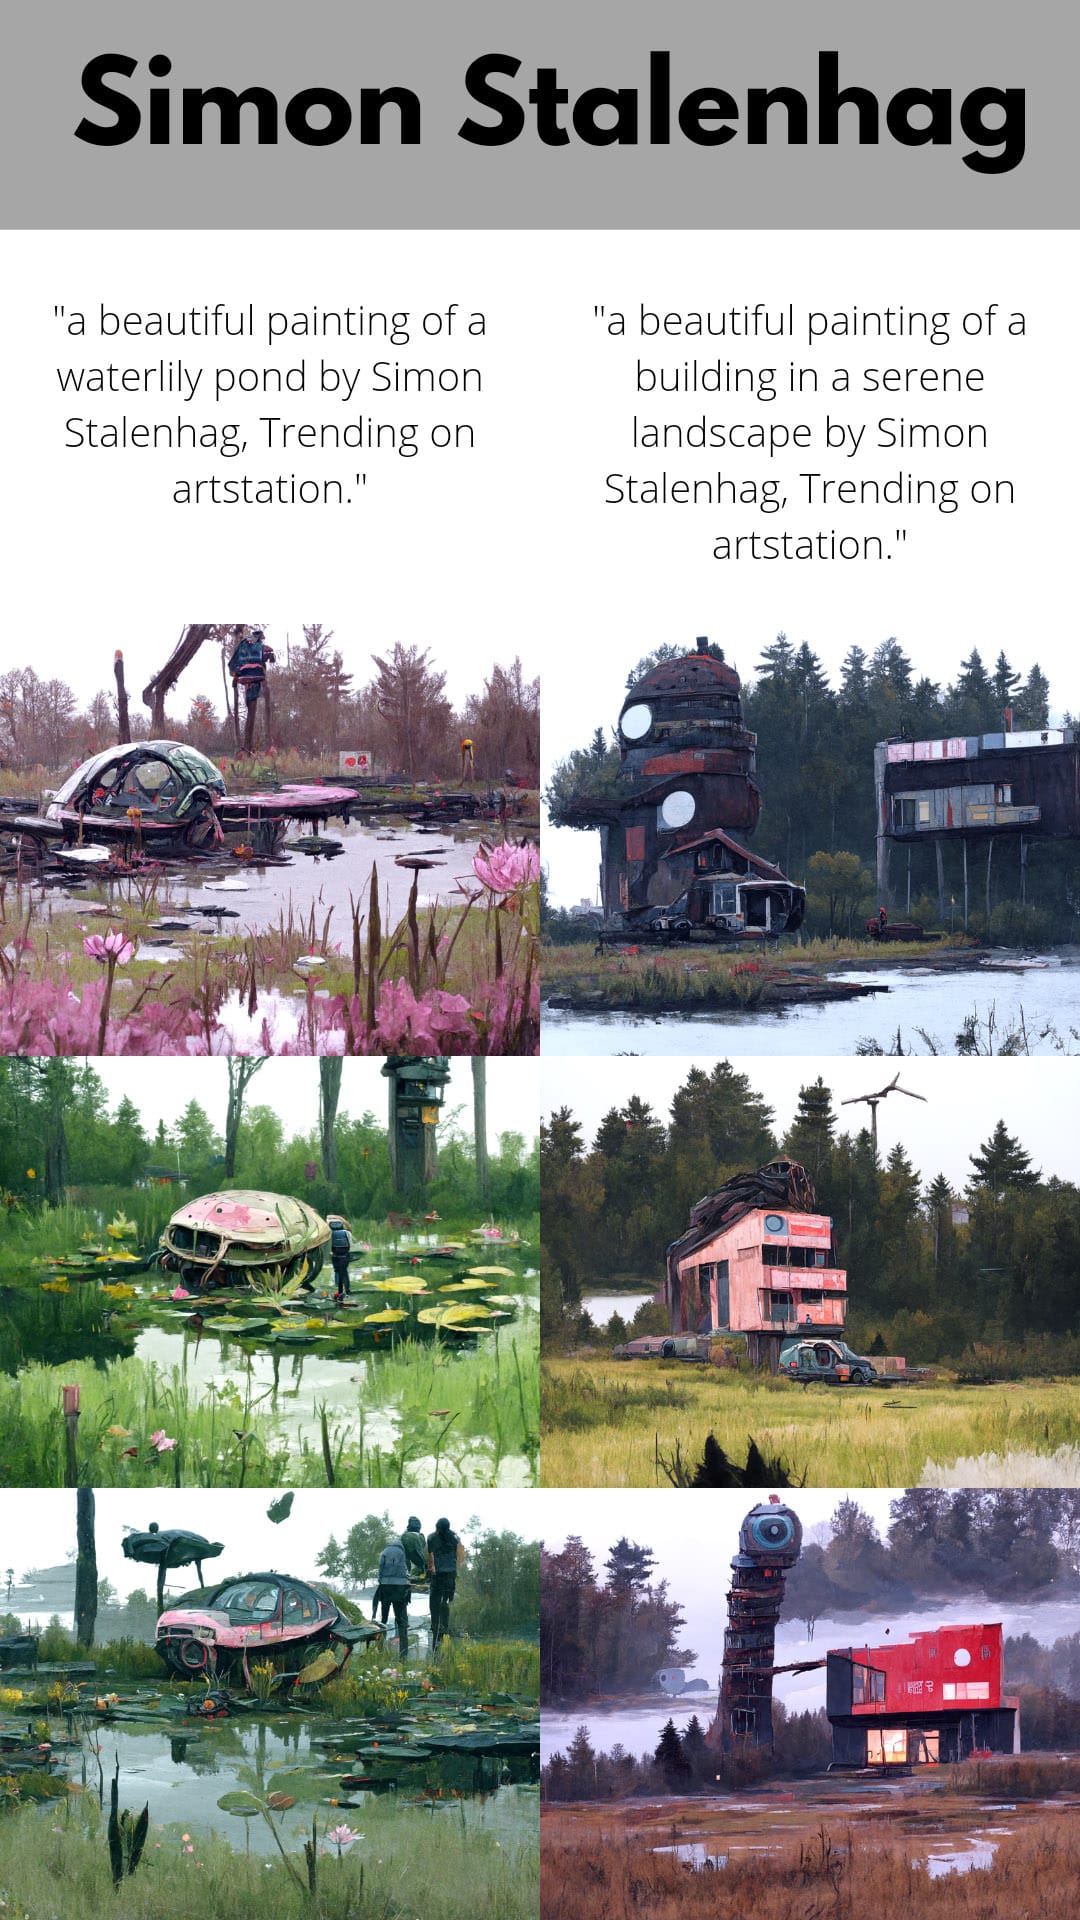 Simon Stalenhag
"a beautiful painting of a
waterlily pond by Simon
Stalenhag, Trending on
artstation."
"a beautiful painting of a
building in a serene
landscape by Simon
Stalenhag, Trending on
artstation."